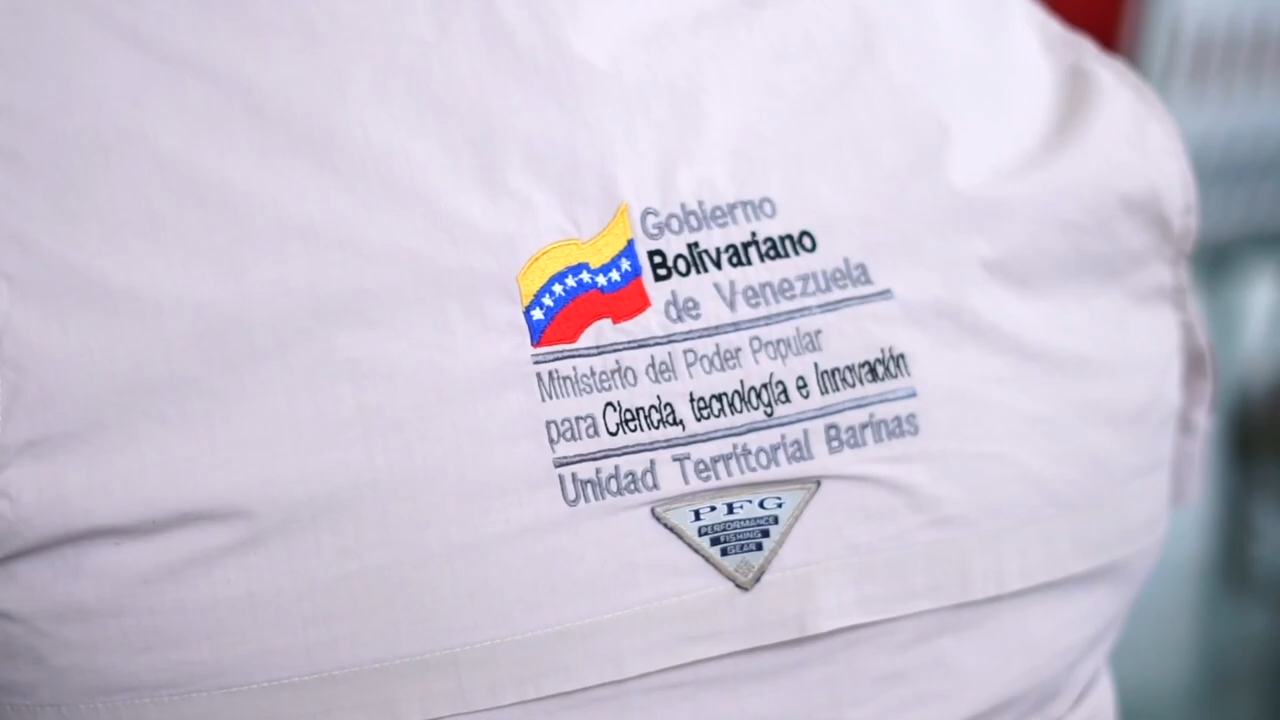 Gobierno
Bolivariano
de Venezuela
Ministerio del Poder Popular
para Ciencia, tecnología e Innovación
Unidad Territorial Barinas
PFG
PERFORMANCE
FISHING
GEAR